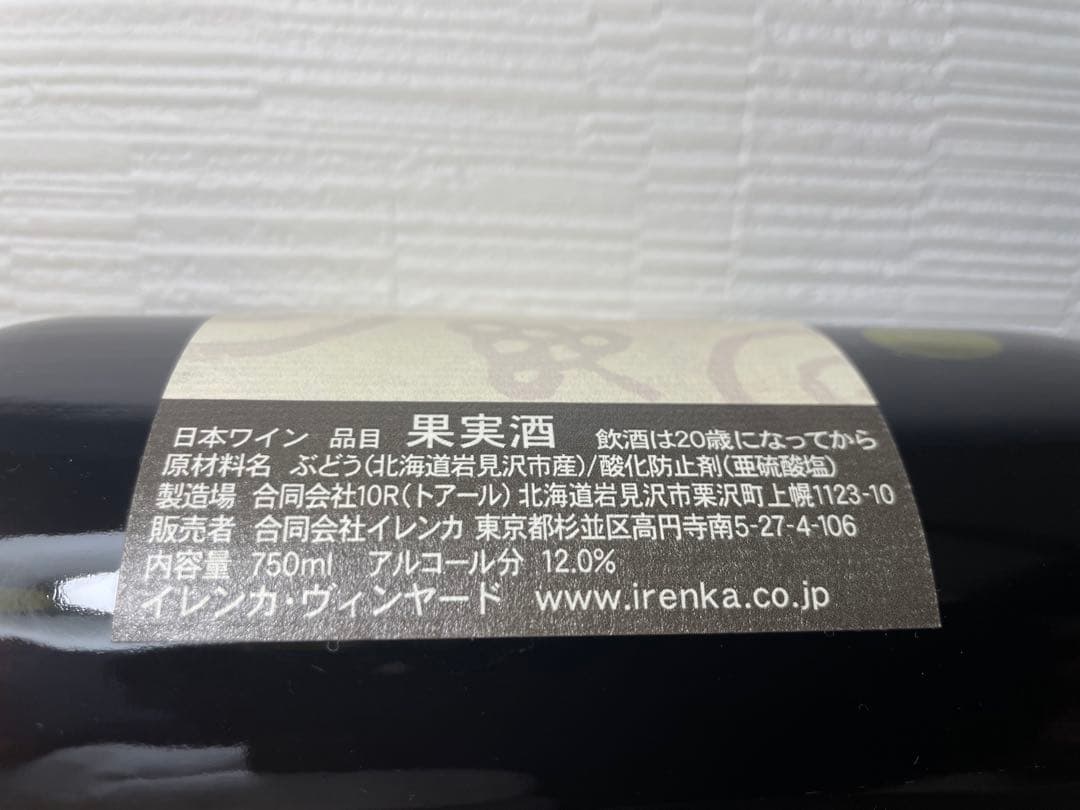 日本ワイン 品目 果実酒 飲酒は20歳になってから
原材料名 ぶどう(北海道岩見沢市産)/酸化防止剤(亜硫酸塩)
製造場 合同会社10R(トアール) 北海道岩見沢市栗沢町上幌1123-10
販売者 合同会社イレンカ 東京都杉並区高円寺南5-27-4-106
内容量 750ml アルコール分 12.0%
イレンカ・ヴィンヤード www.irenka.co.jp